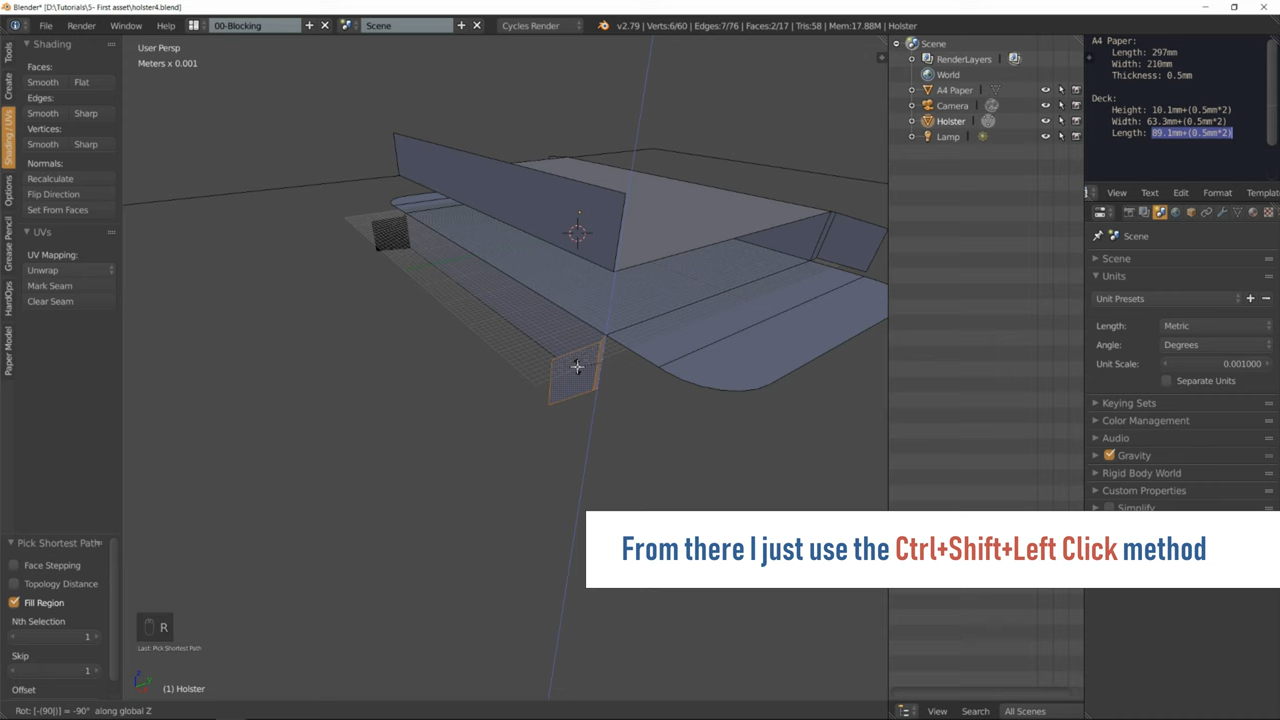 Blender* [D:\Tutorials\5- First asset\holster4.blend]
File Render Window Help 00-Blocking Scene Cycles Render v2.79 | Verts:6/60 | Edges:7/76 | Faces:2/17 | Tris:58 | Mem:17.88M | Holster
Shading
Faces:
Smooth Flat
Edges:
Smooth Sharp
Vertices:
Smooth Sharp
Normals:
Recalculate
Flip Direction
Set From Faces
UVs
UV Mapping:
Unwrap
Mark Seam
Clear Seam
Tools
Create
Shading / UVs
Options
Grease Pencil
HardOps
Paper Model
Pick Shortest Path
Face Stepping
Topology Distance
Fill Region
Nth Selection
1
Skip
1
Offset
User Persp
Meters x 0.001
R
Last: Pick Shortest Path
(1) Holster
Rot: [-(90|)] = -90° along global Z
From there I just use the Ctrl+Shift+Left Click method
Scene
RenderLayers
World
A4 Paper
Camera
Holster
Lamp
View Search All Scenes
A4 Paper:
Length: 297mm
Width: 210mm
Thickness: 0.5mm
Deck:
Height: 10.1mm+(0.5mm*2)
Width: 63.3mm+(0.5mm*2)
Length: 89.1mm+(0.5mm*2)
View Text Edit Format Templat
Scene
Scene
Units
Unit Presets
Length: Metric
Angle: Degrees
Unit Scale: 0.001000
Separate Units
Keying Sets
Color Management
Audio
Gravity
Rigid Body World
Custom Properties
Simplify